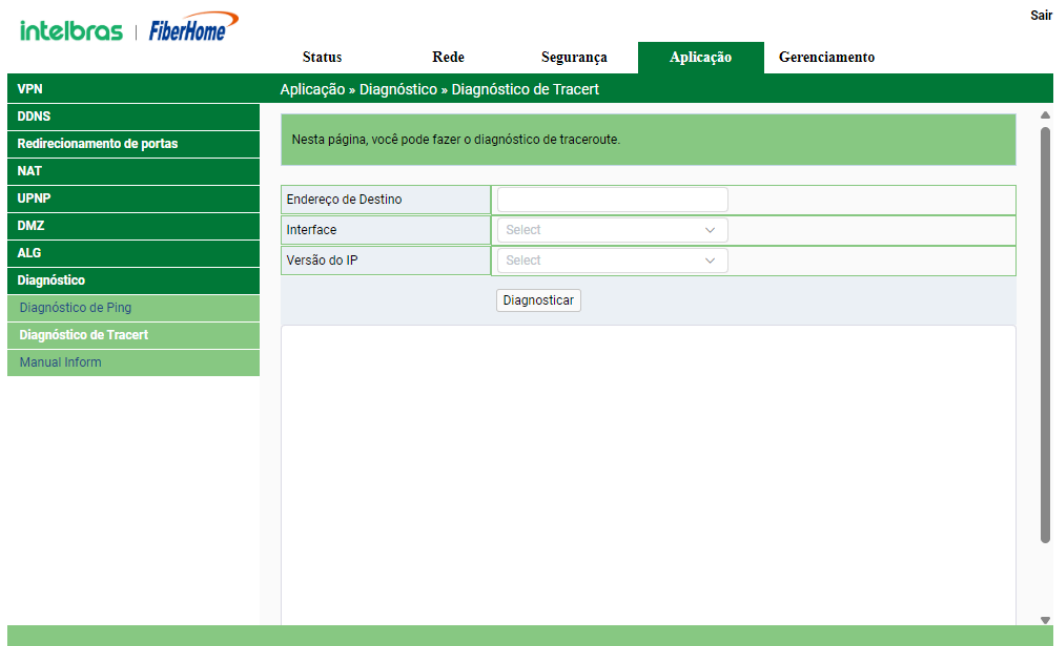 intelbras | FiberHome
Sair
Status Rede Segurança Aplicação Gerenciamento
VPN
Aplicação » Diagnóstico » Diagnóstico de Tracert
DDNS
Redirecionamento de portas
NAT
UPNP
DMZ
ALG
Diagnóstico
Diagnóstico de Ping
Diagnóstico de Tracert
Manual Inform
Nesta página, você pode fazer o diagnóstico de traceroute.
Endereço de Destino
Interface Select
Versão do IP Select
Diagnosticar